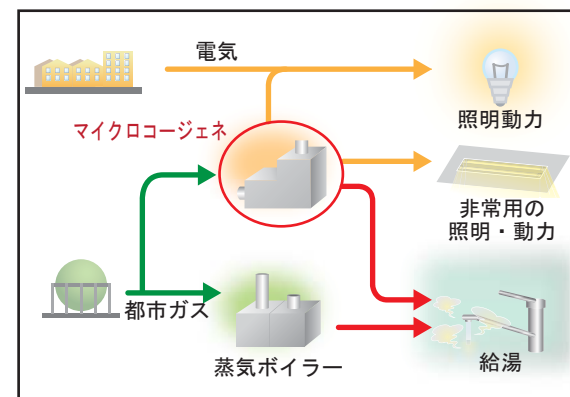 電気
照明動力
マイクロコージェネ
非常用の
照明・動力
都市ガス
蒸気ボイラー
給湯